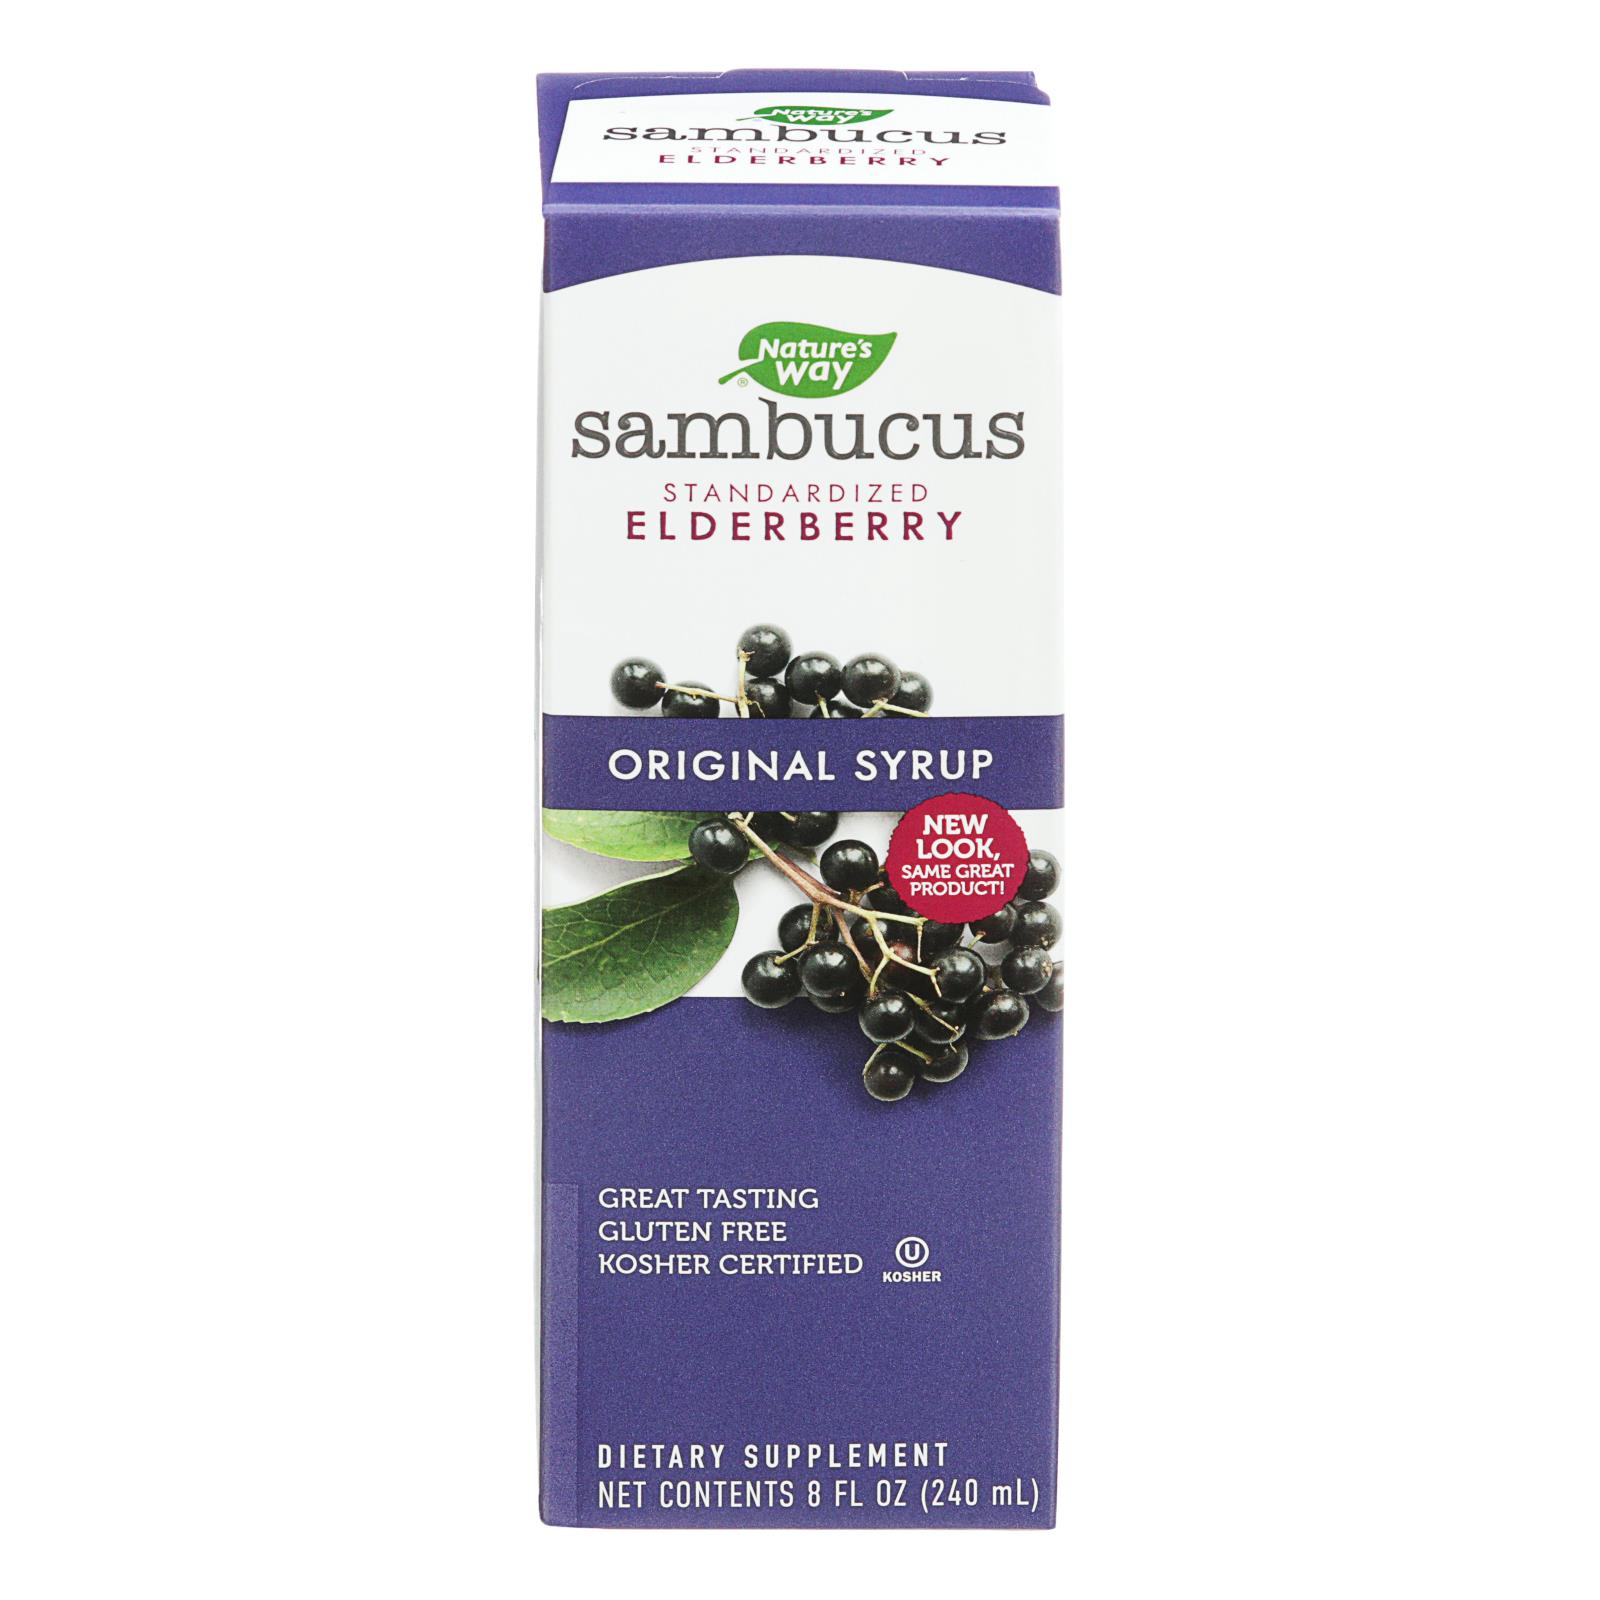 Nature's
Way
sambucus
STANDARDIZED
ELDERBERRY
Nature's
Way
®
sambucus
STANDARDIZED
ELDERBERRY
ORIGINAL SYRUP
NEW
LOOK,
SAME GREAT
PRODUCT!
GREAT TASTING
GLUTEN FREE
KOSHER CERTIFIED
U
KOSHER
DIETARY SUPPLEMENT
NET CONTENTS 8 FL OZ (240 mL)